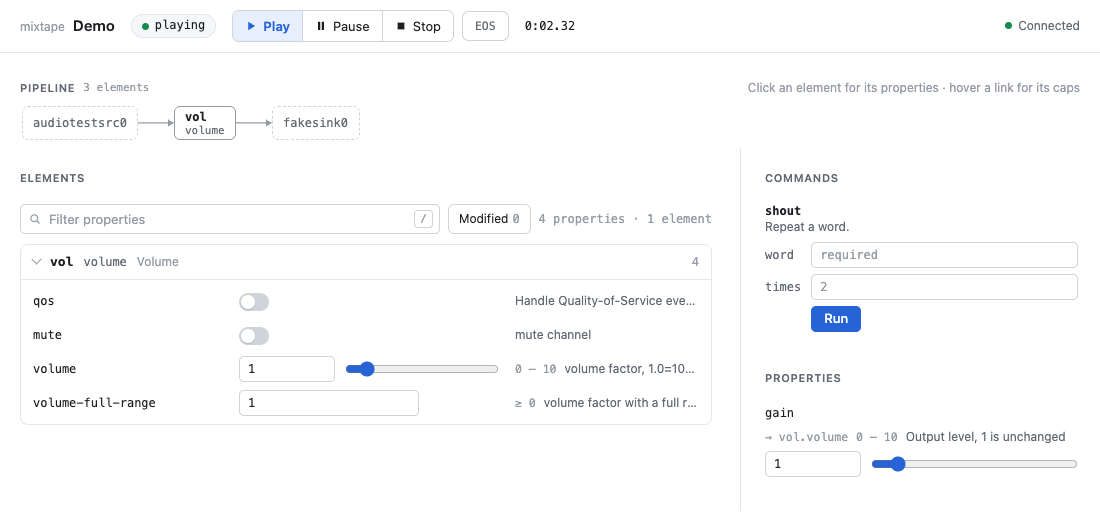 mixtape Demo playing Play Pause Stop EOS 0:02.32 Connected
PIPELINE 3 elements Click an element for its properties · hover a link for its caps
audiotestsrc0 vol fakesink0
volume
ELEMENTS
Filter properties / Modified 0 4 properties · 1 element
vol volume Volume 4
qos Handle Quality-of-Service eve…
mute mute channel
volume 1 0 – 10 volume factor, 1.0=10…
volume-full-range 1 ≥ 0 volume factor with a full r…
COMMANDS
shout
Repeat a word.
word required
times 2
Run
PROPERTIES
gain
→ vol.volume 0 – 10 Output level, 1 is unchanged
1